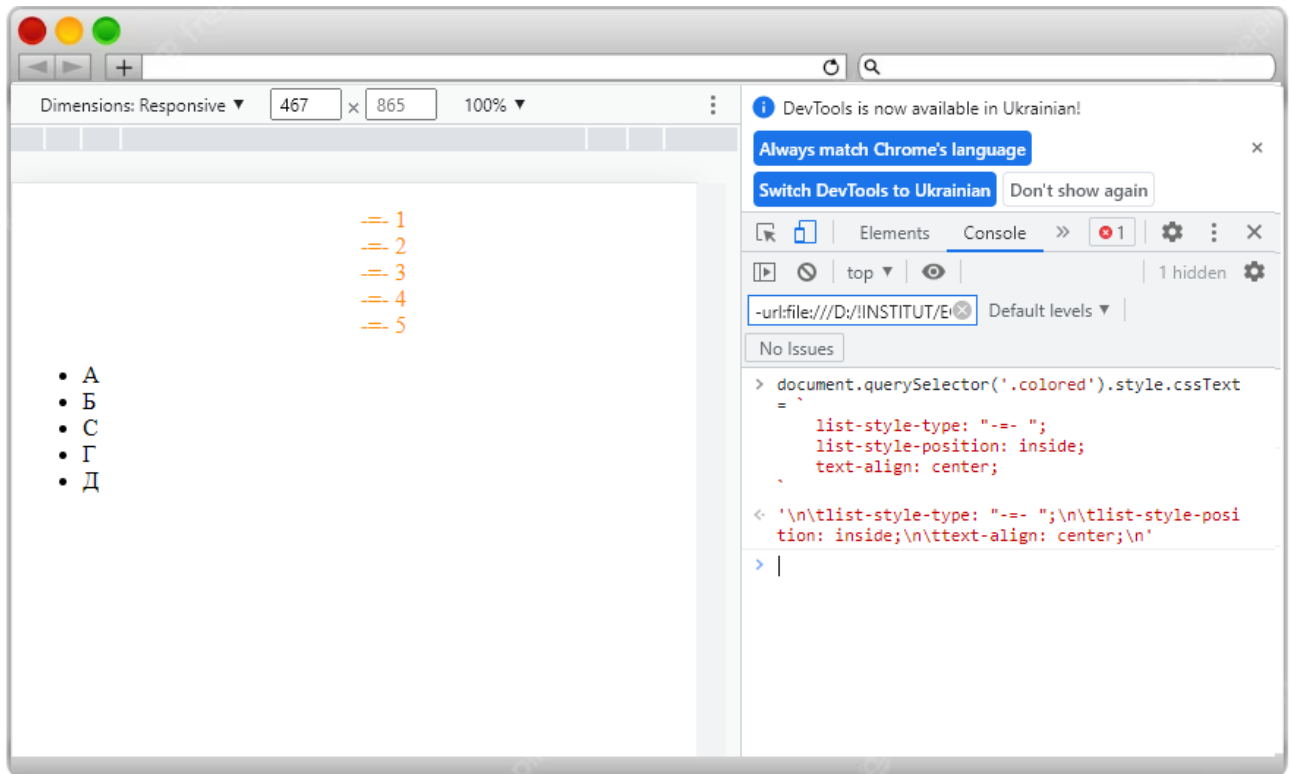 Dimensions: Responsive ▼ 467 × 865 100% ▼
-=- 1
-=- 2
-=- 3
-=- 4
-=- 5
• А
• Б
• С
• Г
• Д
DevTools is now available in Ukrainian!
Always match Chrome's language
Switch DevTools to Ukrainian Don't show again
Elements Console » 1
top ▼ 1 hidden
-url:file:///D:/!INSTITUT/E Default levels ▼
No Issues
> document.querySelector('.colored').style.cssText
= `
list-style-type: "-=- ";
list-style-position: inside;
text-align: center;
`
'\n\tlist-style-type: "-=- ";\n\tlist-style-posi
tion: inside;\n\ttext-align: center;\n'
>